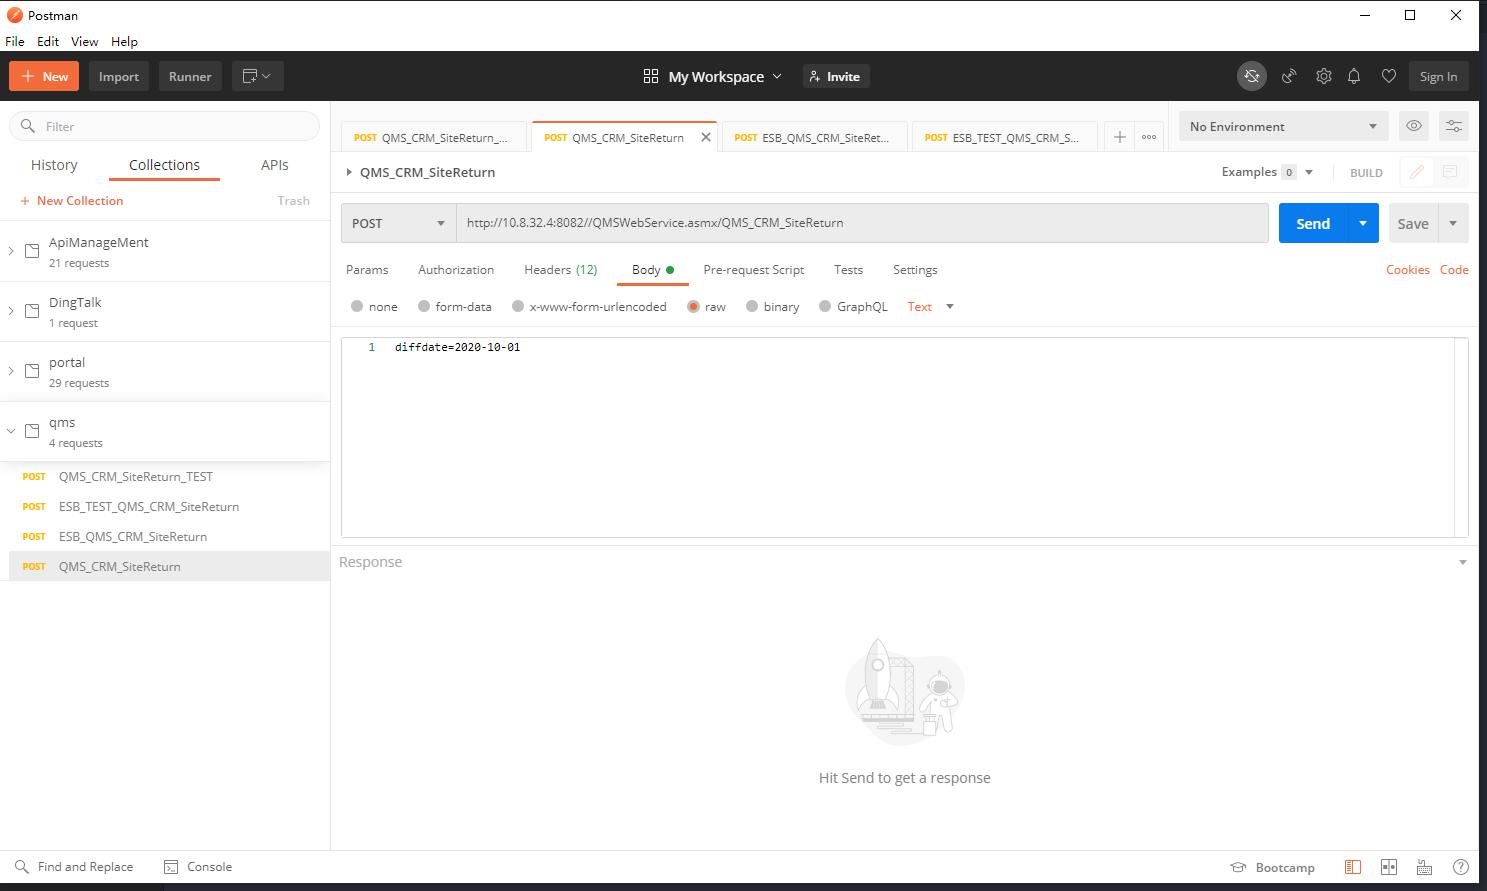 Postman
File Edit View Help
New Import Runner My Workspace Invite Sign In
Filter
History Collections APIs
New Collection Trash
ApiManageMent
21 requests
DingTalk
1 request
portal
29 requests
qms
4 requests
POST QMS_CRM_SiteReturn_TEST
POST ESB_TEST_QMS_CRM_SiteReturn
POST ESB_QMS_CRM_SiteReturn
POST QMS_CRM_SiteReturn
POST QMS_CRM_SiteReturn_... POST QMS_CRM_SiteReturn POST ESB_QMS_CRM_SiteRet... POST ESB_TEST_QMS_CRM_S...
No Environment
QMS_CRM_SiteReturn Examples 0 BUILD
POST http://10.8.32.4:8082//QMSWebService.asmx/QMS_CRM_SiteReturn Send Save
Params Authorization Headers (12) Body Pre-request Script Tests Settings Cookies Code
none form-data x-www-form-urlencoded raw binary GraphQL Text
1 diffdate=2020-10-01
Response
Hit Send to get a response
Find and Replace Console Bootcamp